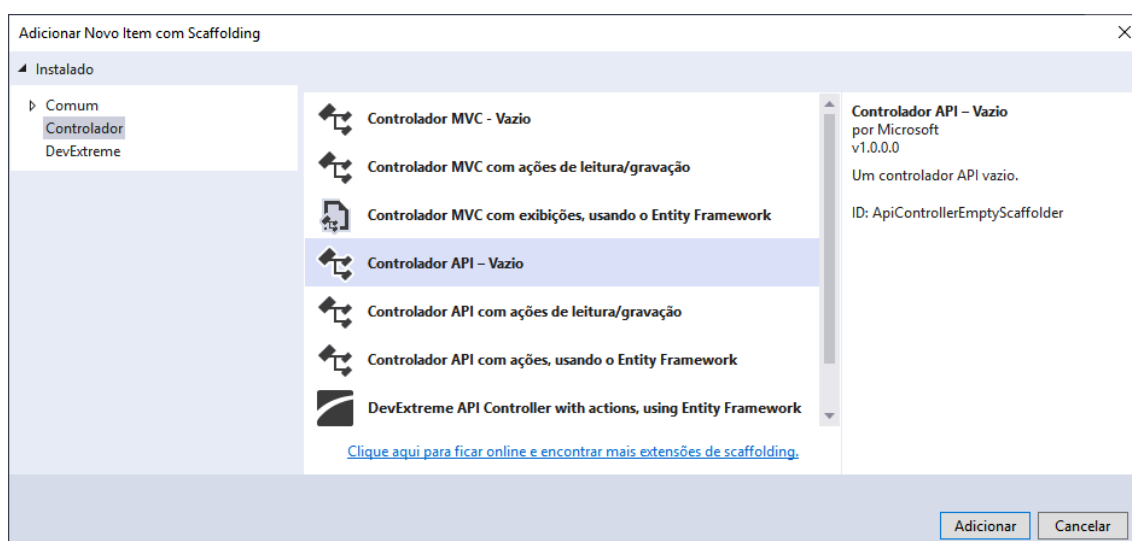 Adicionar Novo Item com Scaffolding
Instalado
Comum
Controlador
DevExtreme
Controlador MVC - Vazio
Controlador MVC com ações de leitura/gravação
Controlador MVC com exibições, usando o Entity Framework
Controlador API – Vazio
Controlador API com ações de leitura/gravação
Controlador API com ações, usando o Entity Framework
DevExtreme API Controller with actions, using Entity Framework
Clique aqui para ficar online e encontrar mais extensões de scaffolding.
Controlador API – Vazio
por Microsoft
v1.0.0.0
Um controlador API vazio.
ID: ApiControllerEmptyScaffolder
Adicionar
Cancelar